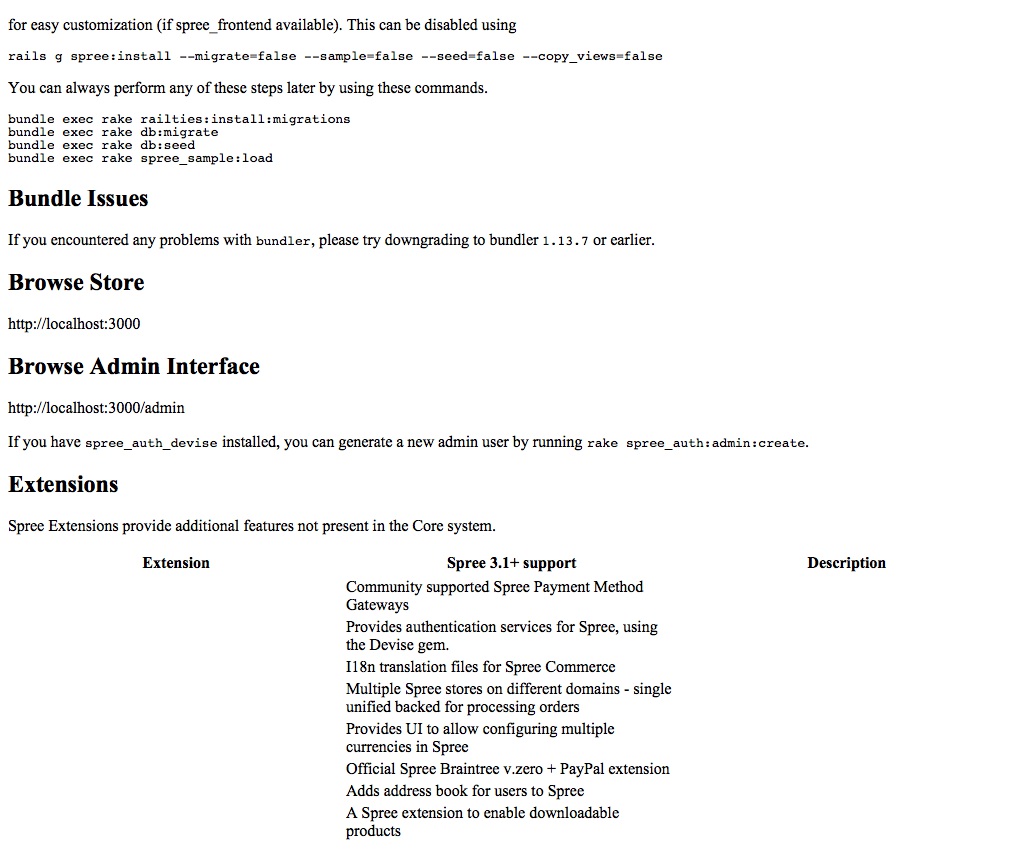 for easy customization (if spree_frontend available). This can be disabled using
rails g spree:install --migrate=false --sample=false --seed=false --copy_views=false
You can always perform any of these steps later by using these commands.
bundle exec rake railties:install:migrations
bundle exec rake db:migrate
bundle exec rake db:seed
bundle exec rake spree_sample:load
Bundle Issues
If you encountered any problems with bundler, please try downgrading to bundler 1.13.7 or earlier.
Browse Store
http://localhost:3000
Browse Admin Interface
http://localhost:3000/admin
If you have spree_auth_devise installed, you can generate a new admin user by running rake spree_auth:admin:create.
Extensions
Spree Extensions provide additional features not present in the Core system.
Extension Spree 3.1+ support Description
Community supported Spree Payment Method
Gateways
Provides authentication services for Spree, using
the Devise gem.
I18n translation files for Spree Commerce
Multiple Spree stores on different domains - single
unified backed for processing orders
Provides UI to allow configuring multiple
currencies in Spree
Official Spree Braintree v.zero + PayPal extension
Adds address book for users to Spree
A Spree extension to enable downloadable
products